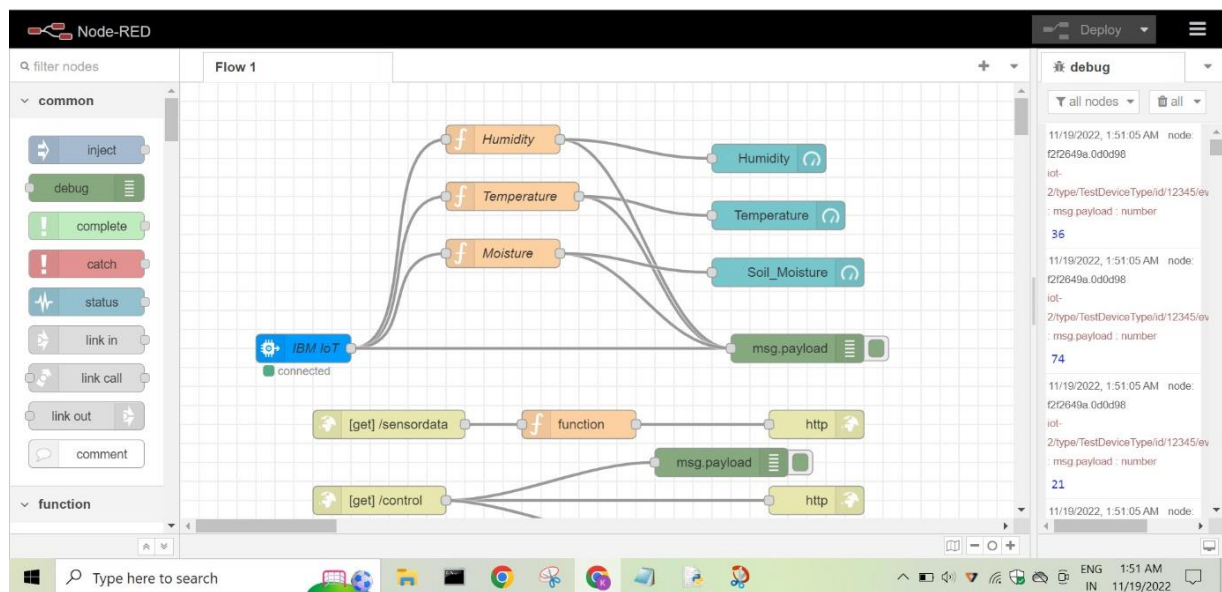 Node-RED
Deploy
filter nodes
Flow 1
debug
common
all nodes
all
inject
debug
complete
catch
status
link in
link call
link out
comment
function
Humidity
Temperature
Moisture
Humidity
Temperature
Soil_Moisture
IBM IoT
connected
msg.payload
[get] /sensordata
function
http
msg.payload
[get] /control
http
11/19/2022, 1:51:05 AM node:
f2f2649a.0d0d98
iot-
2/type/TestDeviceType/id/12345/ev
: msg.payload : number
36
11/19/2022, 1:51:05 AM node:
f2f2649a.0d0d98
iot-
2/type/TestDeviceType/id/12345/ev
: msg.payload : number
74
11/19/2022, 1:51:05 AM node:
f2f2649a.0d0d98
iot-
2/type/TestDeviceType/id/12345/ev
: msg.payload : number
21
11/19/2022, 1:51:05 AM node:
Type here to search
ENG
IN
1:51 AM
11/19/2022